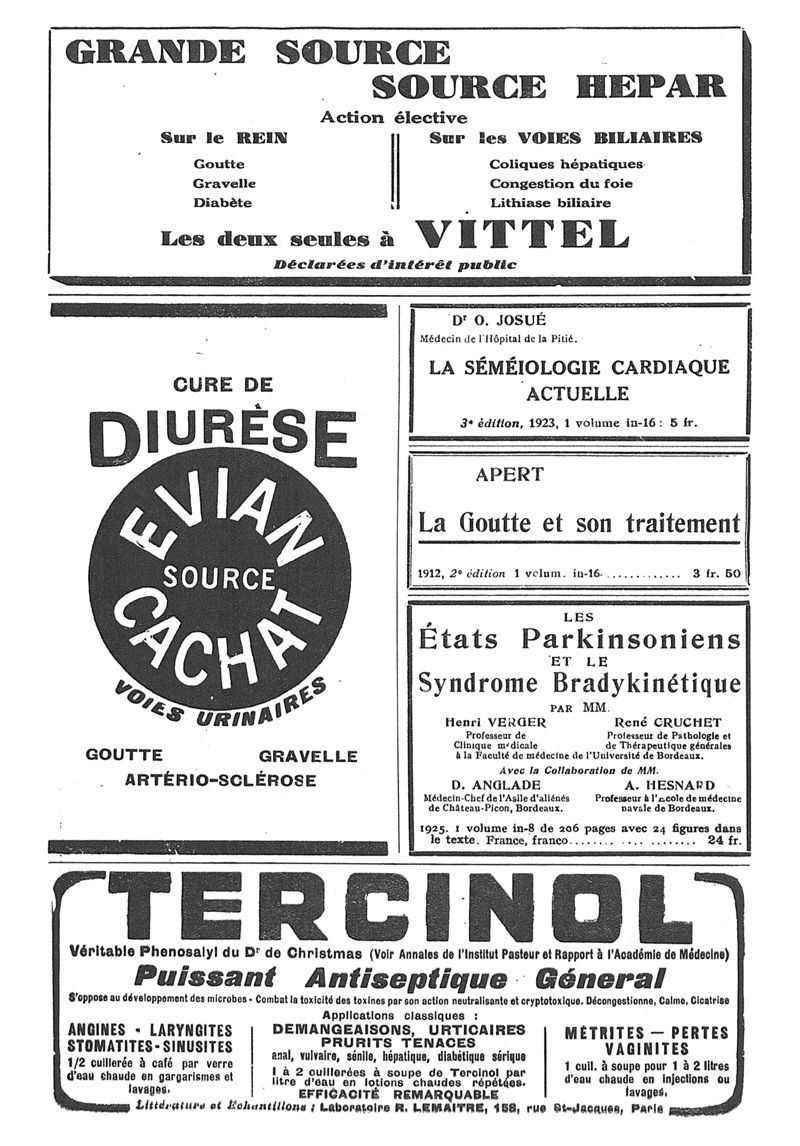 GRANDE SOURCE
SOURCE HEPAR
Action élective
Sur le REIN
Goutte
Gravelle
Diabète
Sur les VOIES BILIAIRES
Coliques hépatiques
Congestion du foie
Lithiase biliaire
Les deux seules à VITTEL
Déclarées d'intérêt public
CURE DE
DIURÈSE
EVIAN
SOURCE
CACHAT
VOIES URINAIRES
GOUTTE GRAVELLE
ARTÉRIO-SCLÉROSE
Dr O. JOSUÉ
Médecin de l'Hôpital de la Pitié.
LA SÉMÉIOLOGIE CARDIAQUE
ACTUELLE
3e édition, 1923, 1 volume in-16 : 5 fr.
APERT
La Goutte et son traitement
1912, 2e édition 1 volum. in-16. ............. 3 fr. 50
LES
États Parkinsoniens
ET LE
Syndrome Bradykinétique
PAR MM.
Henri VERGER René CRUCHET
Professeur de Professeur de Pathologie et
Clinique médicale de Thérapeutique générales
à la Faculté de médecine de l'Université de Bordeaux.
Avec la Collaboration de MM.
D. ANGLADE A. HESNARD
Médecin-Chef de l'Asile d'aliénés Professeur à l'École de médecine
de Château-Picon, Bordeaux. navale de Bordeaux.
1925. 1 volume in-8 de 206 pages avec 24 figures dans
le texte. France, franco........ ..... ........ 24 fr.
TERCINOL
Véritable Phenosalyl du Dr de Christmas (Voir Annales de l'Institut Pasteur et Rapport à l'Académie de Médecine)
Puissant Antiseptique Géneral
S'oppose au développement des microbes - Combat la toxicité des toxines par son action neutralisante et cryptotoxique. Décongestionne, Calme, Cicatrise
Applications classiques :
ANGINES - LARYNGITES
STOMATITES-SINUSITES
1/2 cuillerée à café par verre
d'eau chaude en gargarismes et
lavages.
DEMANGEAISONS, URTICAIRES
PRURITS TENACES
anal, vulvaire, sénile, hépatique, diabétique sérique
1 à 2 cuillerées à soupe de Tercinol par
litre d'eau en lotions chaudes répétées.
EFFICACITÉ REMARQUABLE
MÉTRITES — PERTES
VAGINITES
1 cuil. à soupe pour 1 à 2 litres
d'eau chaude en injections ou
lavages.
Littérature et Echantillons : Laboratoire R. LEMAITRE, 158, rue St-Jacques, Paris